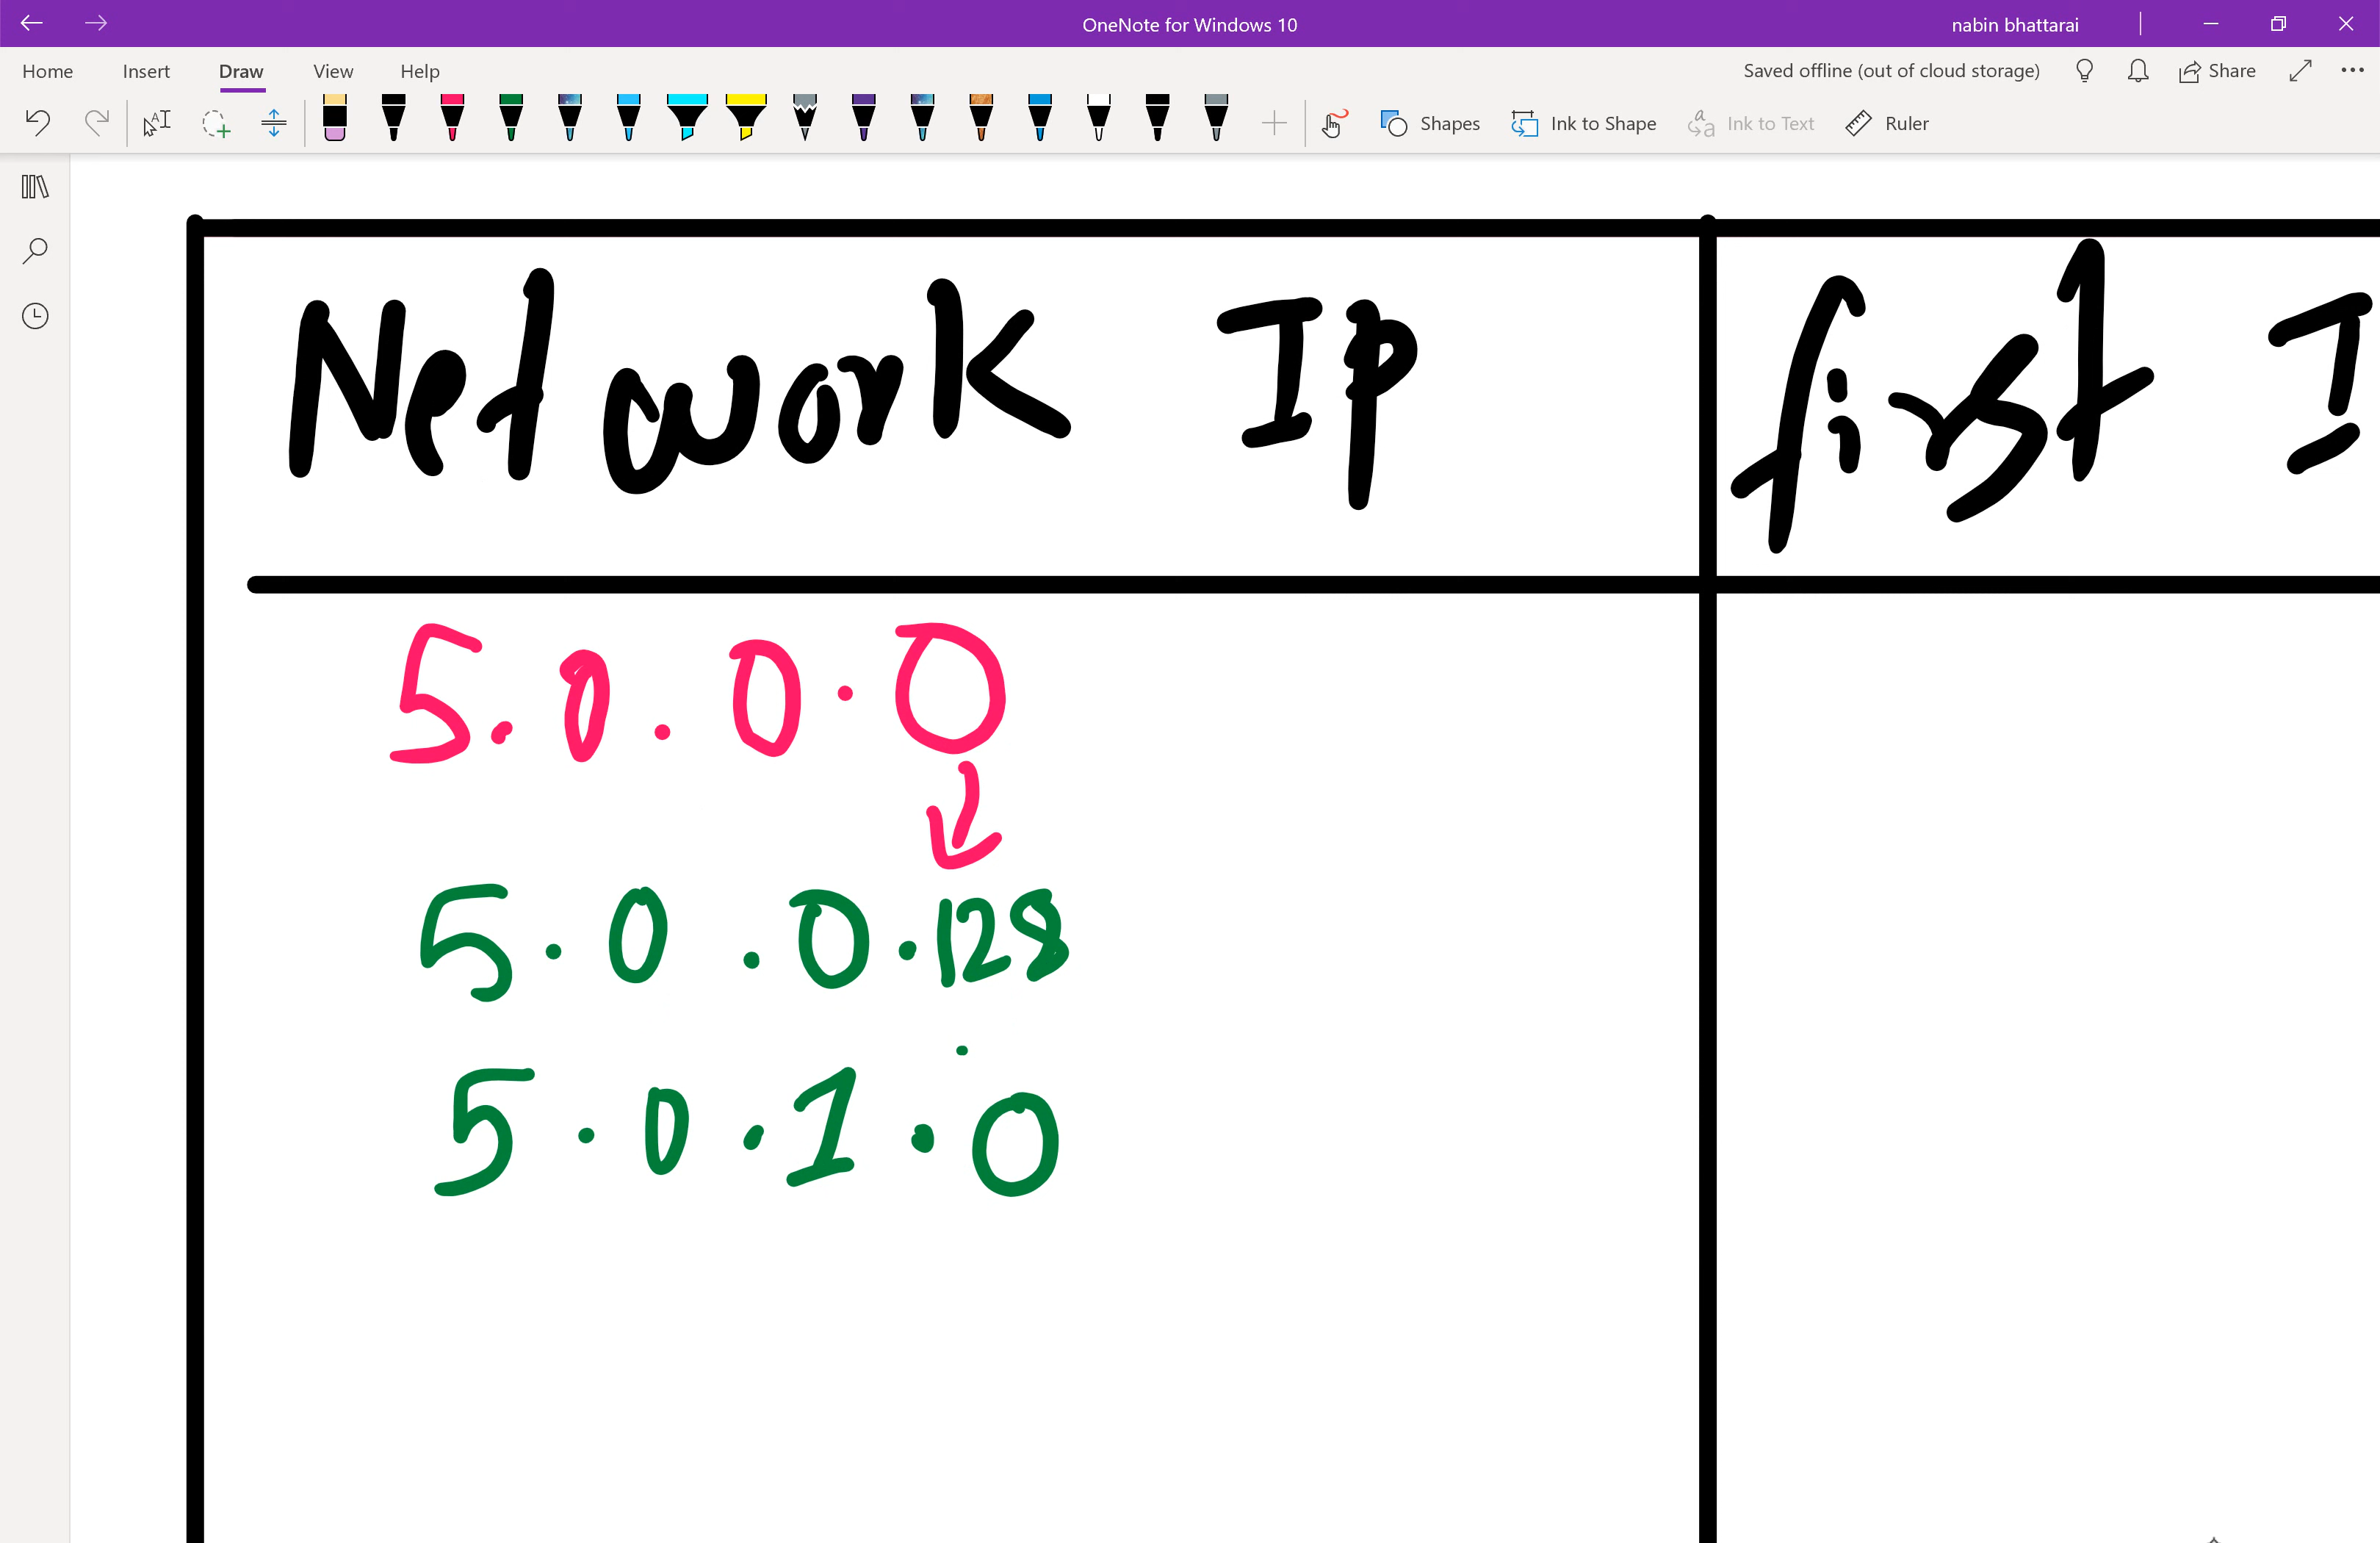 OneNote for Windows 10 nabin bhattarai
Home Insert Draw View Help Saved offline (out of cloud storage) Share
Shapes Ink to Shape Ink to Text Ruler
Network Ip first I
5.0.0.0
5.0.0.128
5.0.1.0